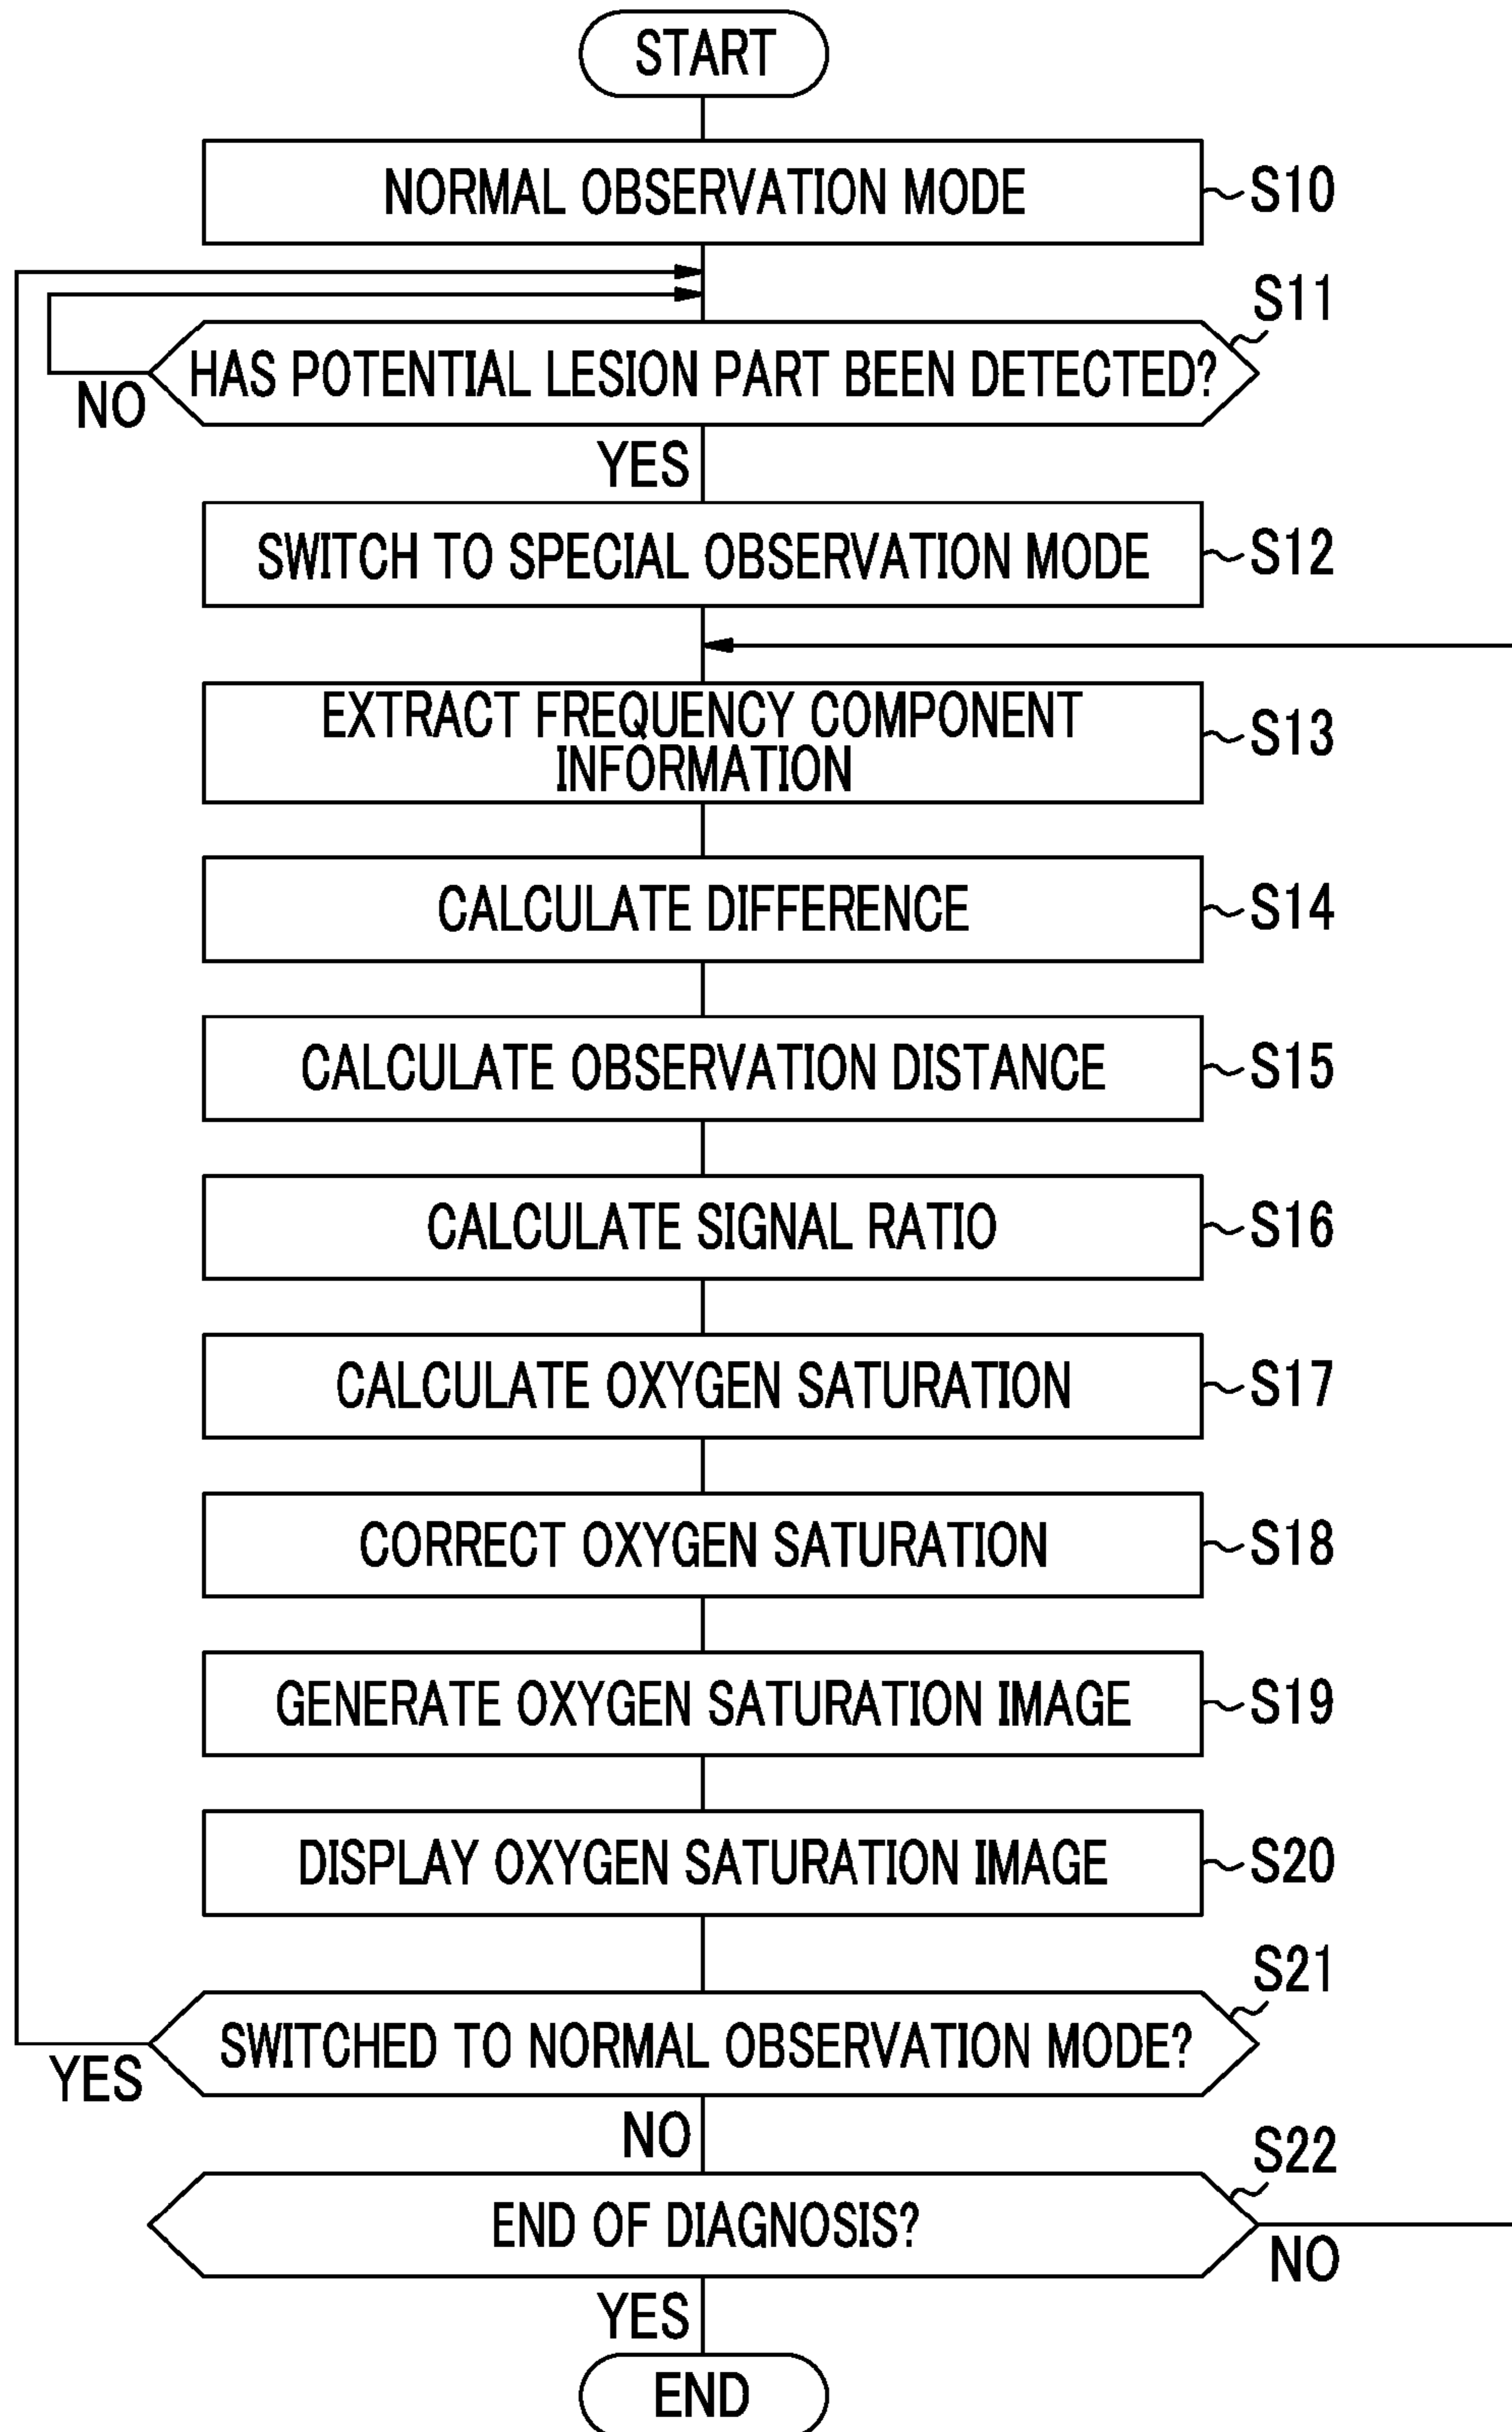 START
NORMAL OBSERVATION MODE
S10
S11
HAS POTENTIAL LESION PART BEEN DETECTED?
NO
YES
SWITCH TO SPECIAL OBSERVATION MODE
S12
EXTRACT FREQUENCY COMPONENT
INFORMATION
S13
CALCULATE DIFFERENCE
S14
CALCULATE OBSERVATION DISTANCE
S15
CALCULATE SIGNAL RATIO
S16
CALCULATE OXYGEN SATURATION
S17
CORRECT OXYGEN SATURATION
S18
GENERATE OXYGEN SATURATION IMAGE
S19
DISPLAY OXYGEN SATURATION IMAGE
S20
S21
SWITCHED TO NORMAL OBSERVATION MODE?
YES
NO
S22
END OF DIAGNOSIS?
NO
YES
END